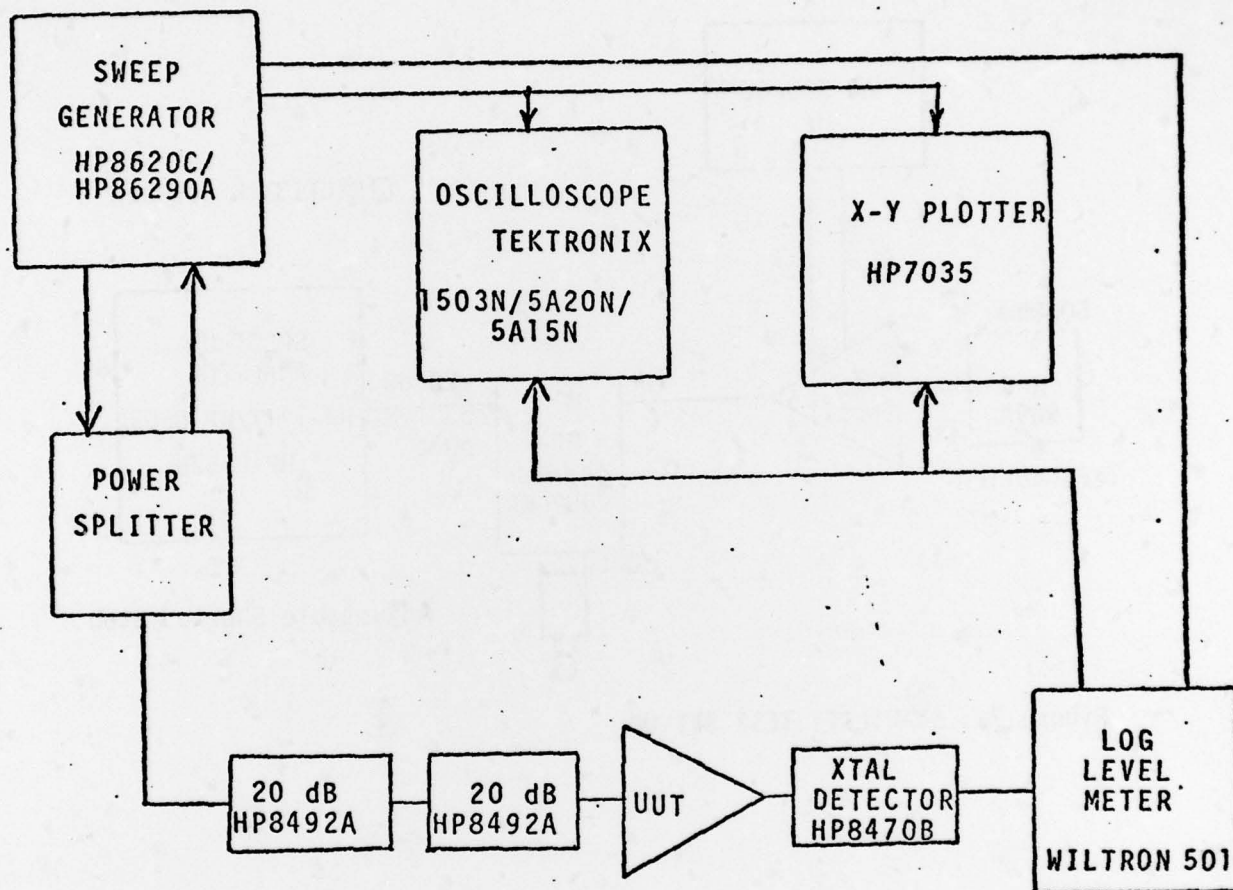 SWEEP
GENERATOR
HP8620C/
HP86290A
OSCILLOSCOPE
TEKTRONIX
1503N/5A20N/
5A15N
X-Y PLOTTER
HP7035
POWER
SPLITTER
20 dB
HP8492A
20 dB
HP8492A
UUT
XTAL
DETECTOR
HP8470B
LOG
LEVEL
METER
WILTRON 501